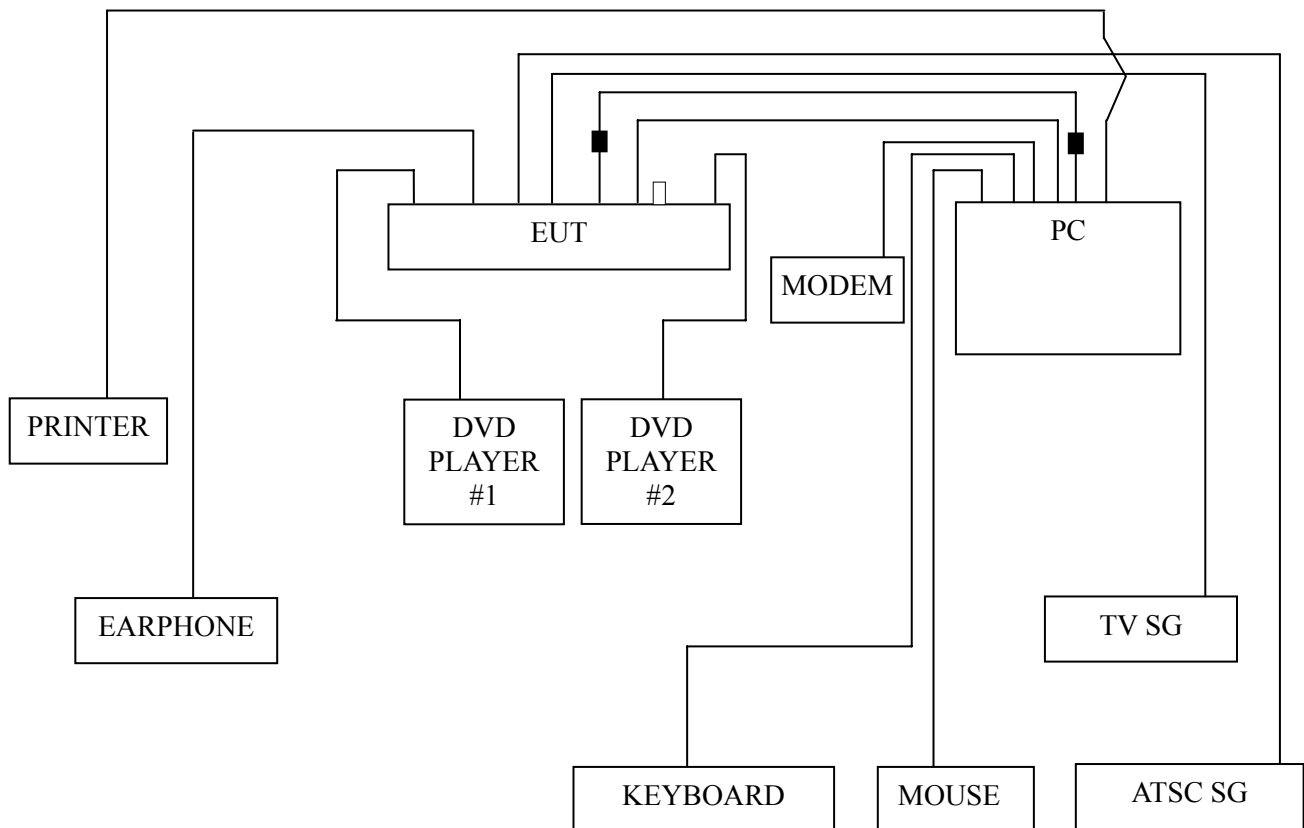 EUT
PC
MODEM
PRINTER
DVD
PLAYER
#1
DVD
PLAYER
#2
EARPHONE
TV SG
KEYBOARD
MOUSE
ATSC SG